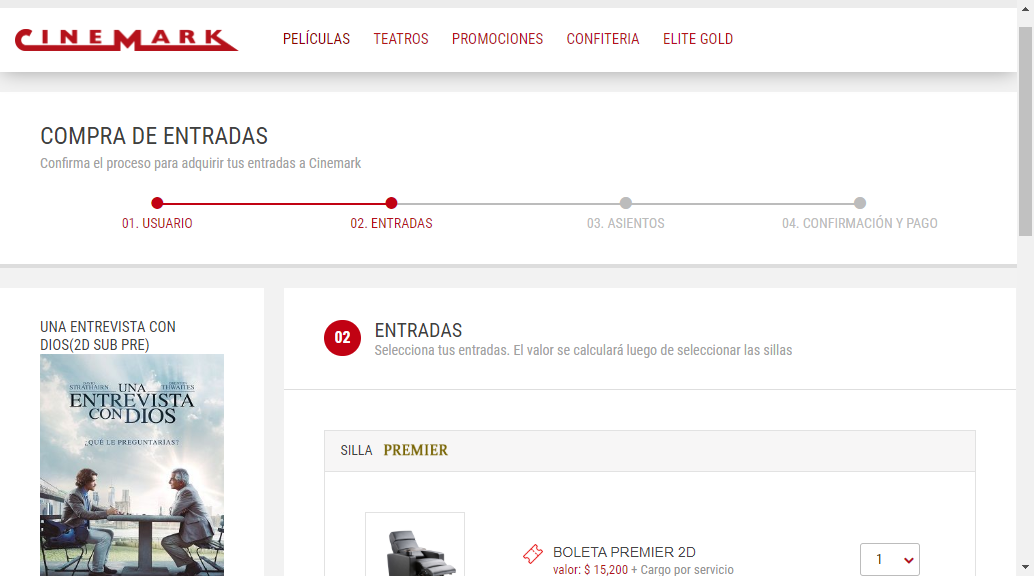 CINEMARK
PELÍCULAS TEATROS PROMOCIONES CONFITERIA ELITE GOLD
COMPRA DE ENTRADAS
Confirma el proceso para adquirir tus entradas a Cinemark
01. USUARIO 02. ENTRADAS 03. ASIENTOS 04. CONFIRMACIÓN Y PAGO
UNA ENTREVISTA CON
DIOS(2D SUB PRE)
STRATHAIRN THWAITES
UNA
ENTREVISTA
CON DIOS
¿QUÉ LE PREGUNTARÍAS?
02
ENTRADAS
Selecciona tus entradas. El valor se calculará luego de seleccionar las sillas
SILLA PREMIER
BOLETA PREMIER 2D
valor: $ 15,200 + Cargo por servicio
1